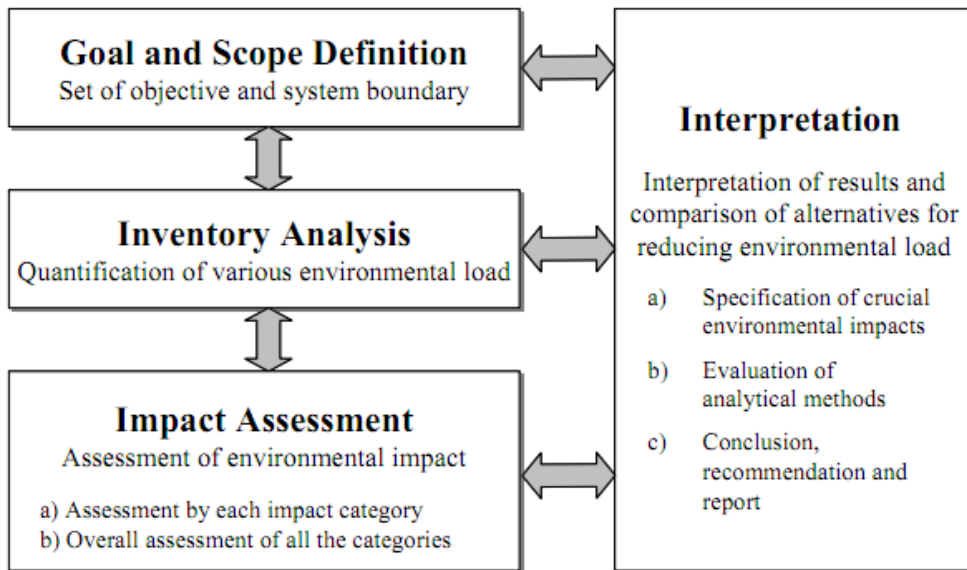 Goal and Scope Definition
Set of objective and system boundary
Inventory Analysis
Quantification of various environmental load
Impact Assessment
Assessment of environmental impact
a) Assessment by each impact category
b) Overall assessment of all the categories
Interpretation
Interpretation of results and
comparison of alternatives for
reducing environmental load
a) Specification of crucial
environmental impacts
b) Evaluation of
analytical methods
c) Conclusion,
recommendation and
report